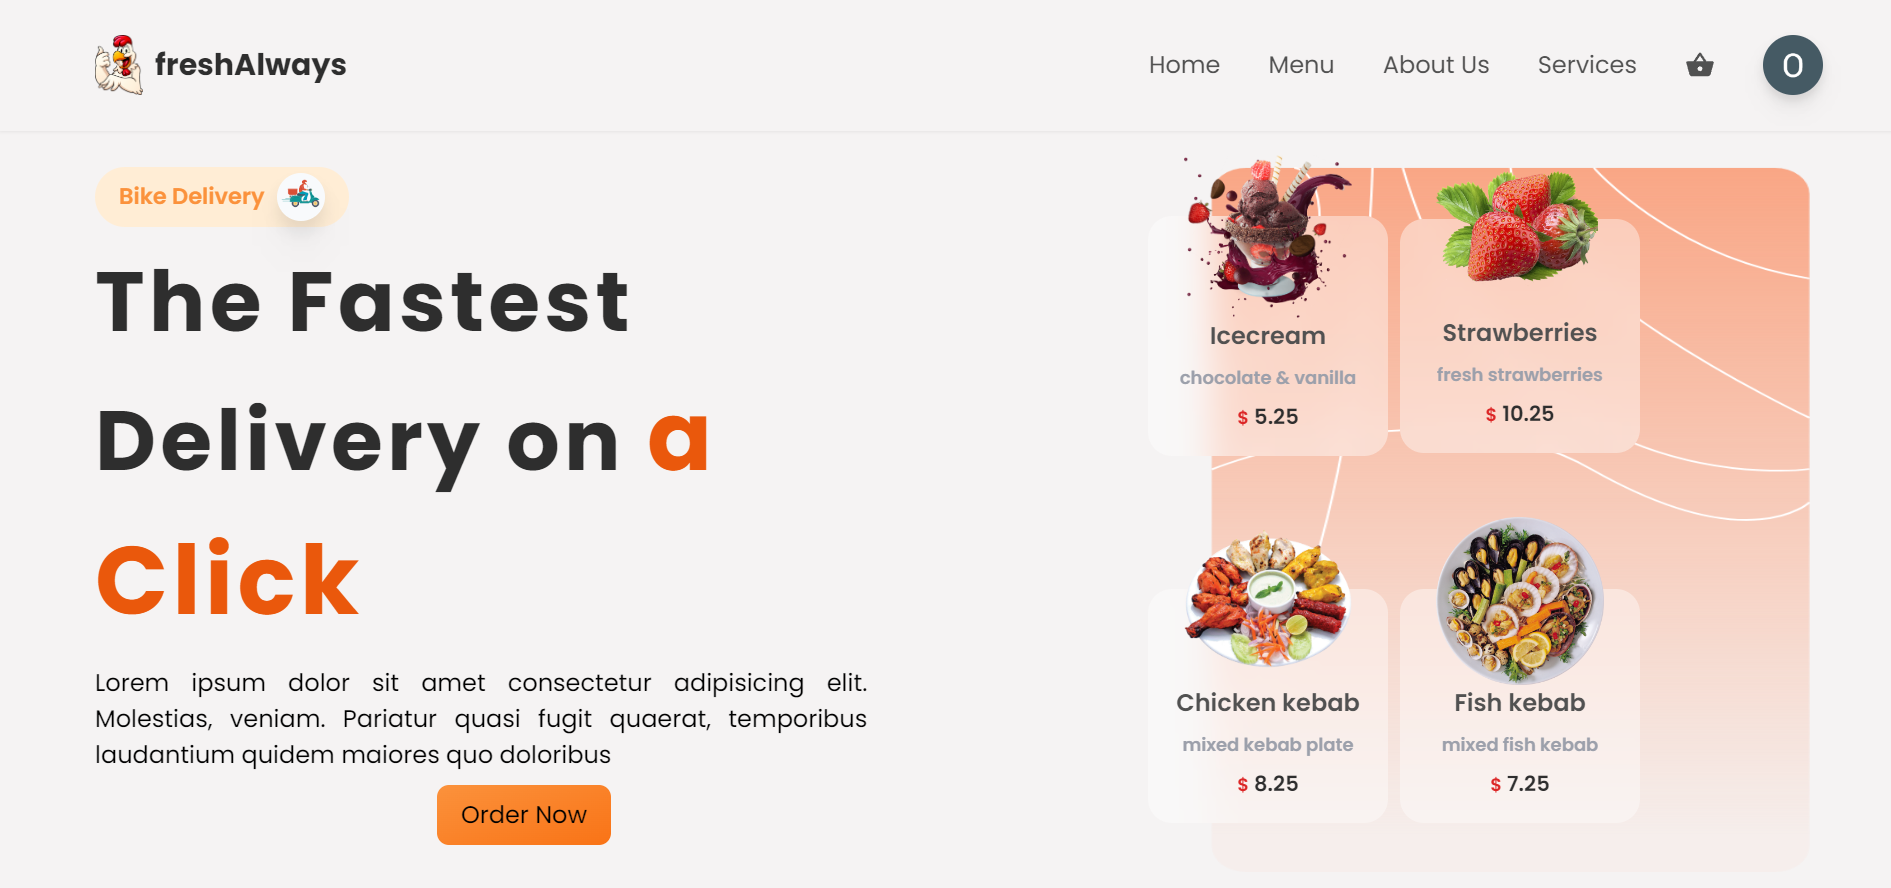 freshAlways
Home
Menu
About Us
Services
O
Bike Delivery
The Fastest
Delivery on a
Click
Lorem ipsum dolor sit amet consectetur adipisicing elit.
Molestias, veniam. Pariatur quasi fugit quaerat, temporibus
laudantium quidem maiores quo doloribus
Order Now
Icecream
chocolate & vanilla
$ 5.25
Strawberries
fresh strawberries
$ 10.25
Chicken kebab
mixed kebab plate
$ 8.25
Fish kebab
mixed fish kebab
$ 7.25